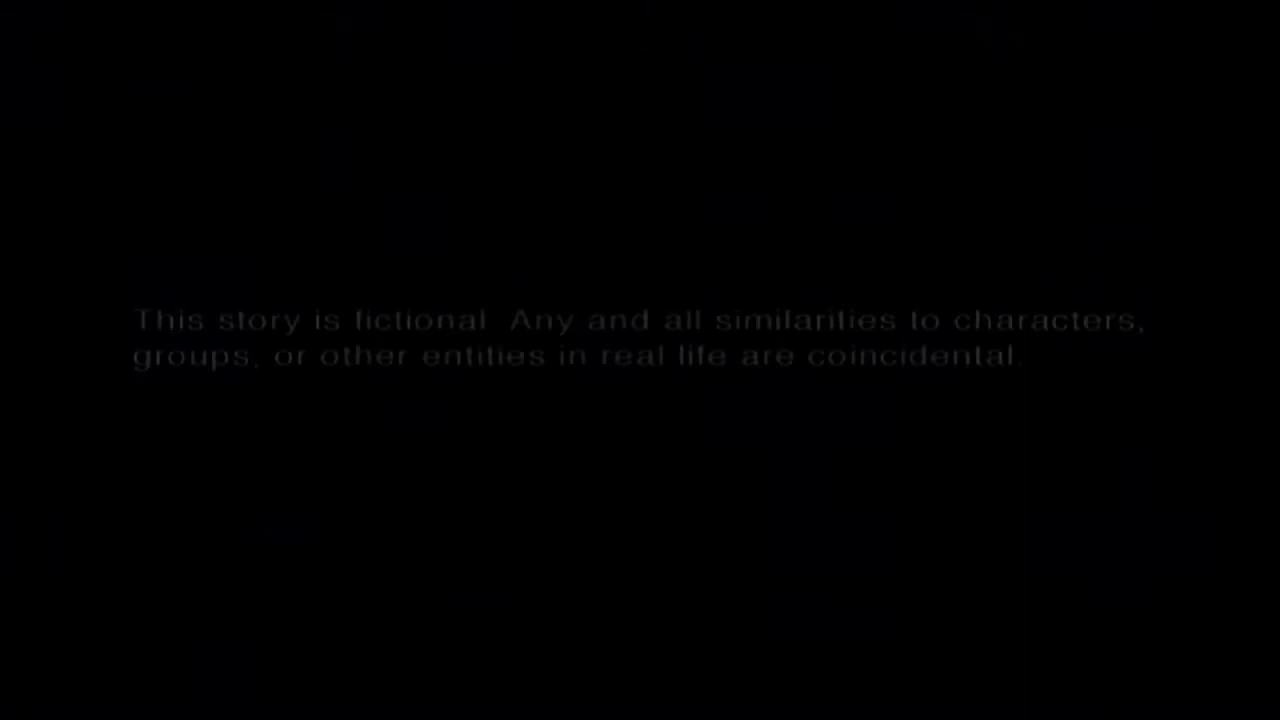 This story is fictional. Any and all similarities to characters,
groups, or other entities in real life are coincidental.